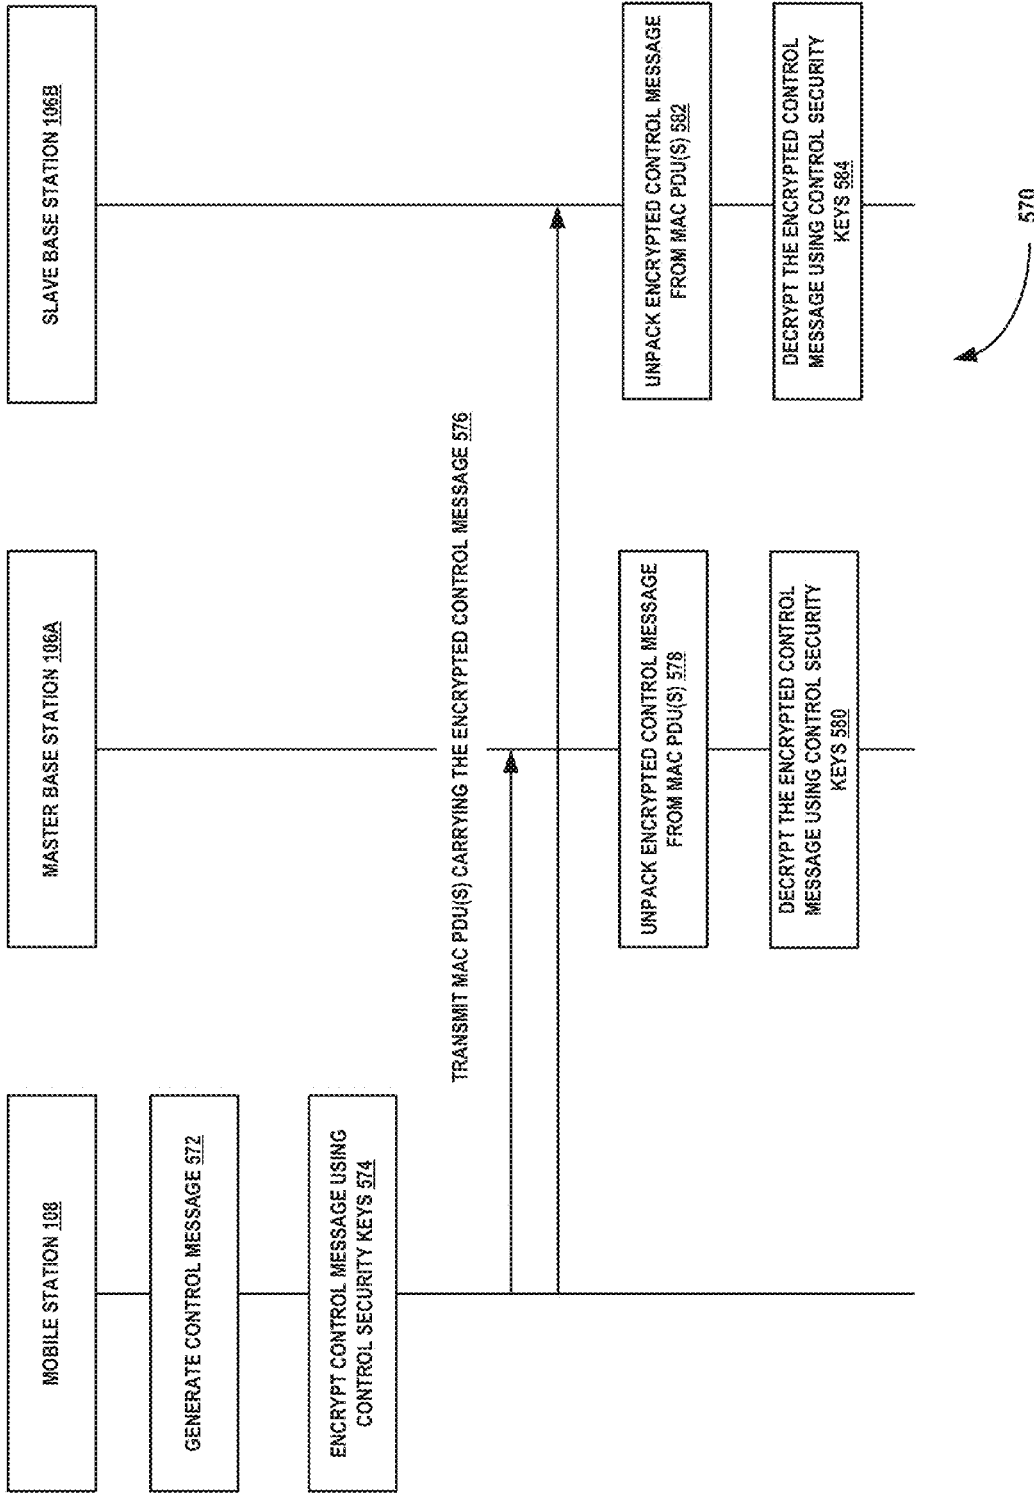 MOBILE STATION 108
MASTER BASE STATION 106A
SLAVE BASE STATION 106B
GENERATE CONTROL MESSAGE 572
ENCRYPT CONTROL MESSAGE USING
CONTROL SECURITY KEYS 574
TRANSMIT MAC PDU(S) CARRYING THE ENCRYPTED CONTROL MESSAGE 576
UNPACK ENCRYPTED CONTROL MESSAGE
FROM MAC PDU(S) 578
DECRYPT THE ENCRYPTED CONTROL
MESSAGE USING CONTROL SECURITY
KEYS 580
UNPACK ENCRYPTED CONTROL MESSAGE
FROM MAC PDU(S) 582
DECRYPT THE ENCRYPTED CONTROL
MESSAGE USING CONTROL SECURITY
KEYS 584
570